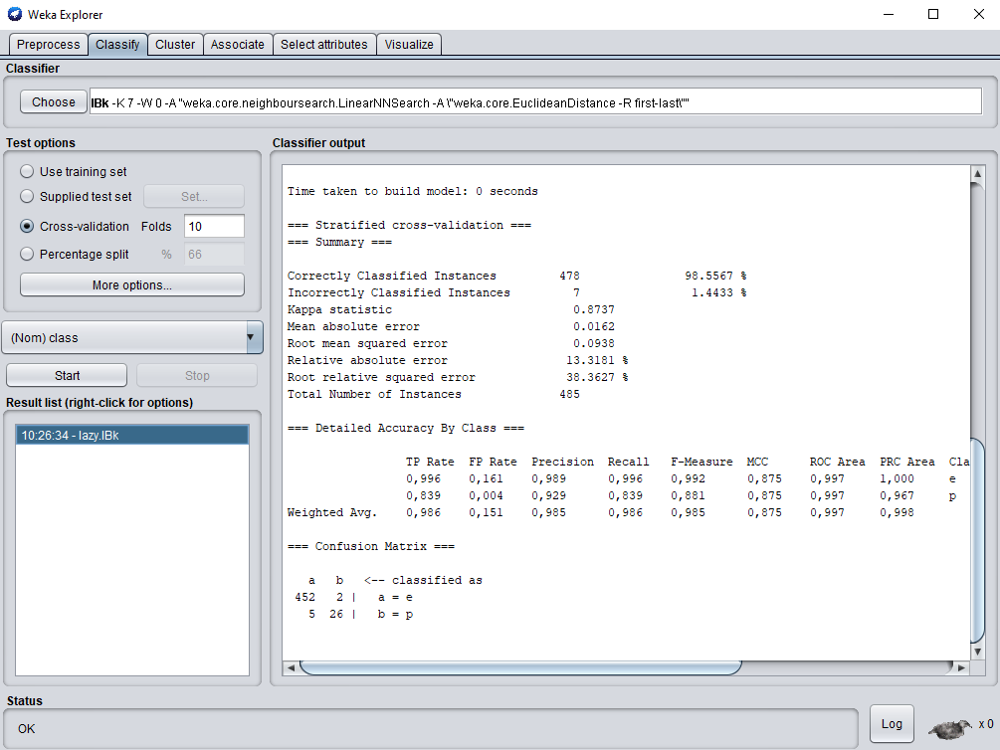 Weka Explorer
Preprocess Classify Cluster Associate Select attributes Visualize
Classifier
Choose IBk -K 7 -W 0 -A "weka.core.neighboursearch.LinearNNSearch -A \"weka.core.EuclideanDistance -R first-last\""
Test options
Use training set
Supplied test set Set...
Cross-validation Folds 10
Percentage split % 66
More options...
(Nom) class
Start Stop
Result list (right-click for options)
10:26:34 - lazy.IBk
Classifier output
Time taken to build model: 0 seconds
=== Stratified cross-validation ===
=== Summary ===
Correctly Classified Instances 478 98.5567 %
Incorrectly Classified Instances 7 1.4433 %
Kappa statistic 0.8737
Mean absolute error 0.0162
Root mean squared error 0.0938
Relative absolute error 13.3181 %
Root relative squared error 38.3627 %
Total Number of Instances 485
=== Detailed Accuracy By Class ===
TP Rate FP Rate Precision Recall F-Measure MCC ROC Area PRC Area Cla
0,996 0,161 0,989 0,996 0,992 0,875 0,997 1,000 e
0,839 0,004 0,929 0,839 0,881 0,875 0,997 0,967 p
Weighted Avg. 0,986 0,151 0,985 0,986 0,985 0,875 0,997 0,998
=== Confusion Matrix ===
a b <-- classified as
452 2 | a = e
5 26 | b = p
Status
OK
Log x 0